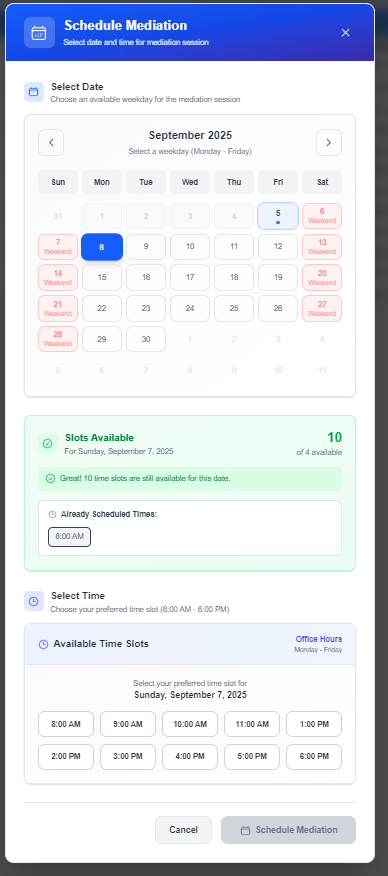 Schedule Mediation
Select date and time for mediation session
Select Date
Choose an available weekday for the mediation session
September 2025
Select a weekday (Monday - Friday)
Sun Mon Tue Wed Thu Fri Sat
31 1 2 3 4 5 6
Weekend
7 8 9 10 11 12 13
Weekend Weekend
14 15 16 17 18 19 20
Weekend Weekend
21 22 23 24 25 26 27
Weekend Weekend
28 29 30 1 2 3 4
Weekend
5 6 7 8 9 10 11
Slots Available 10
For Sunday, September 7, 2025 of 4 available
Great! 10 time slots are still available for this date.
Already Scheduled Times:
8:00 AM
Select Time
Choose your preferred time slot (8:00 AM - 6:00 PM)
Available Time Slots Office Hours
Monday - Friday
Select your preferred time slot for
Sunday, September 7, 2025
8:00 AM 9:00 AM 10:00 AM 11:00 AM 1:00 PM
2:00 PM 3:00 PM 4:00 PM 5:00 PM 6:00 PM
Cancel Schedule Mediation